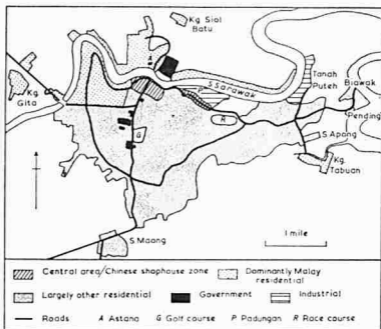 Kg Siol
Batu
A
P S Sarawak
Tanah
Puteh
Biawak
Kg.
Gita
Pending
R
S. Apong
G
Kg.
Tabuan
1 mile
S. Maong
Central area/Chinese shophouse zone
Dominantly Malay
residential
Largely other residential
Government
Industrial
Roads
A Astana
G Golf course
P Padungan
R Race course